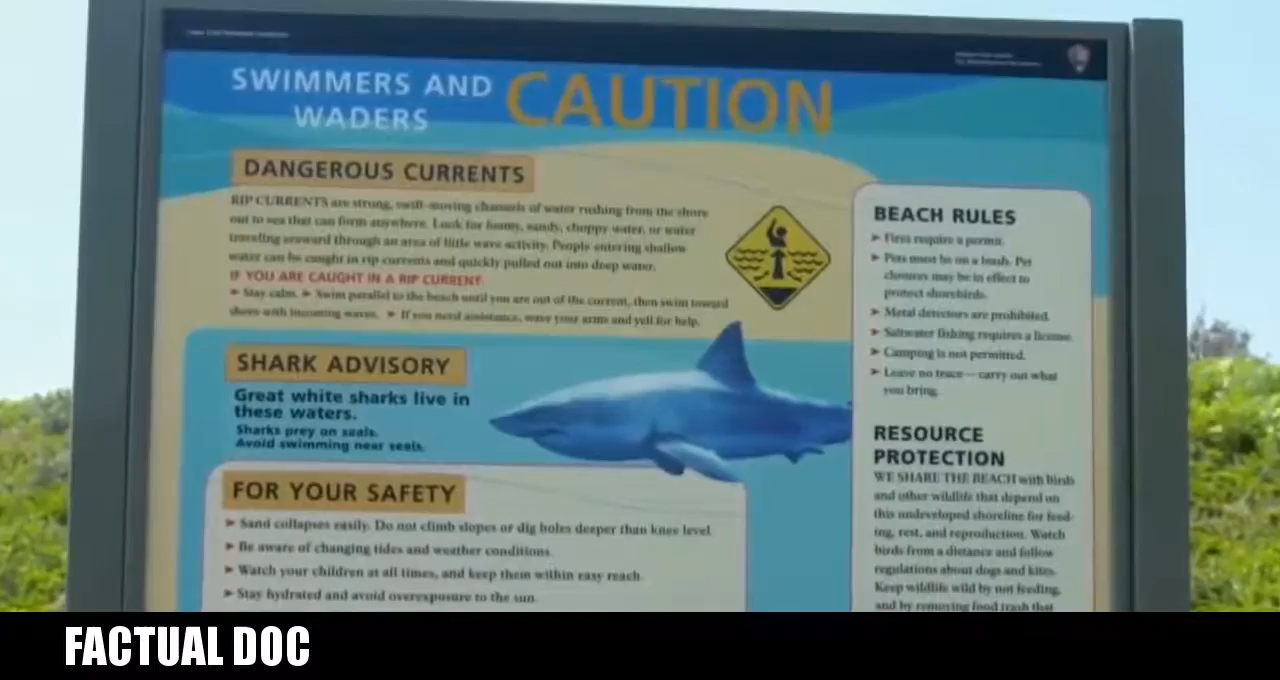 SWIMMERS AND
WADERS
CAUTION
DANGEROUS CURRENTS
RIP CURRENTS are strong, swift-moving channels of water rushing from the shore
out to sea that can form anywhere. Look for foamy, sandy, choppy water, or water
traveling seaward through an area of little wave activity. People entering shallow
water can be caught in rip currents and quickly pulled out into deep water.
IF YOU ARE CAUGHT IN A RIP CURRENT
➤ Stay calm. ➤ Swim parallel to the beach until you are out of the current, then swim toward
shore with incoming waves. ➤ If you need assistance, wave your arms and yell for help.
SHARK ADVISORY
Great white sharks live in
these waters.
Sharks prey on seals.
Avoid swimming near seals.
FOR YOUR SAFETY
➤ Sand collapses easily. Do not climb slopes or dig holes deeper than knee level.
➤ Be aware of changing tides and weather conditions.
➤ Watch your children at all times, and keep them within easy reach.
➤ Stay hydrated and avoid overexposure to the sun.
BEACH RULES
➤ Fires require a permit.
➤ Pets must be on a leash. Pet
closures may be in effect to
protect shorebirds.
➤ Metal detectors are prohibited.
➤ Saltwater fishing requires a license.
➤ Camping is not permitted.
➤ Leave no trace—carry out what
you bring.
RESOURCE
PROTECTION
WE SHARE THE BEACH with birds
and other wildlife that depend on
this undeveloped shoreline for feed-
ing, rest, and reproduction. Watch
birds from a distance and follow
regulations about dogs and kites.
Keep wildlife wild by not feeding,
and by removing food trash that
FACTUAL DOC